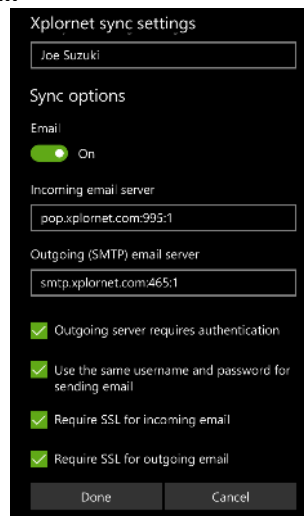 Xplornet sync settings
Joe Suzuki
Sync options
Email
On
Incoming email server
pop.xplornet.com:995:1
Outgoing (SMTP) email server
smtp.xplornet.com:465:1
Outgoing server requires authentication
Use the same username and password for
sending email
Require SSL for incoming email
Require SSL for outgoing email
Done Cancel